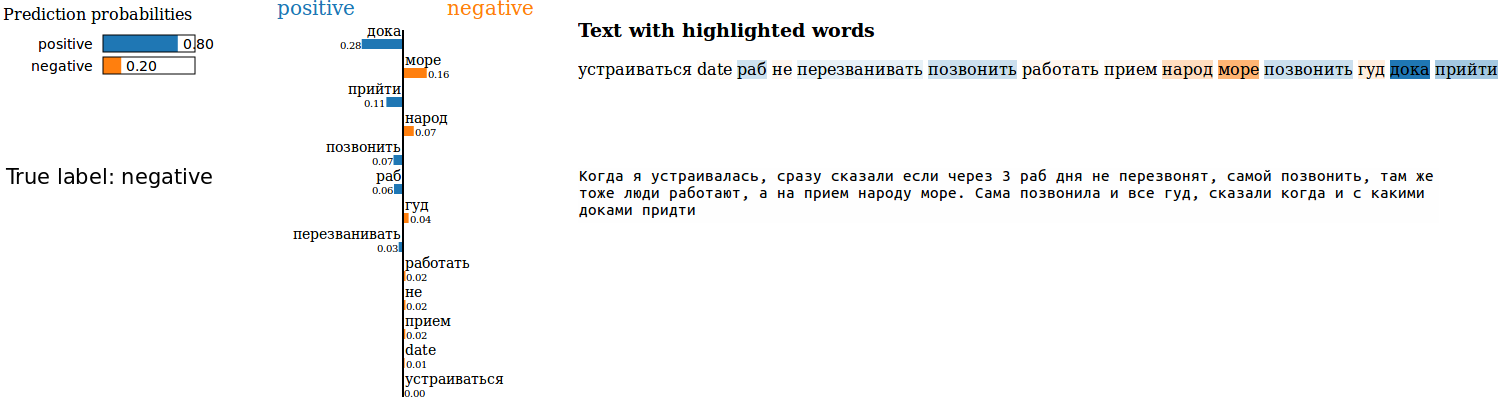 Prediction probabilities
positive 0.80
negative 0.20
True label: negative
positive negative
дока
0.28
море
0.16
прийти
0.11
народ
0.07
позвонить
0.07
раб
0.06
гуд
0.04
перезванивать
0.03
работать
0.02
не
0.02
прием
0.02
date
0.01
устраиваться
0.00
Text with highlighted words
устраиваться date раб не перезванивать позвонить работать прием народ море позвонить гуд дока прийти
Когда я устраивалась, сразу сказали если через 3 раб дня не перезвонят, самой позвонить, там же
тоже люди работают, а на прием народу море. Сама позвонила и все гуд, сказали когда и с какими
доками придти